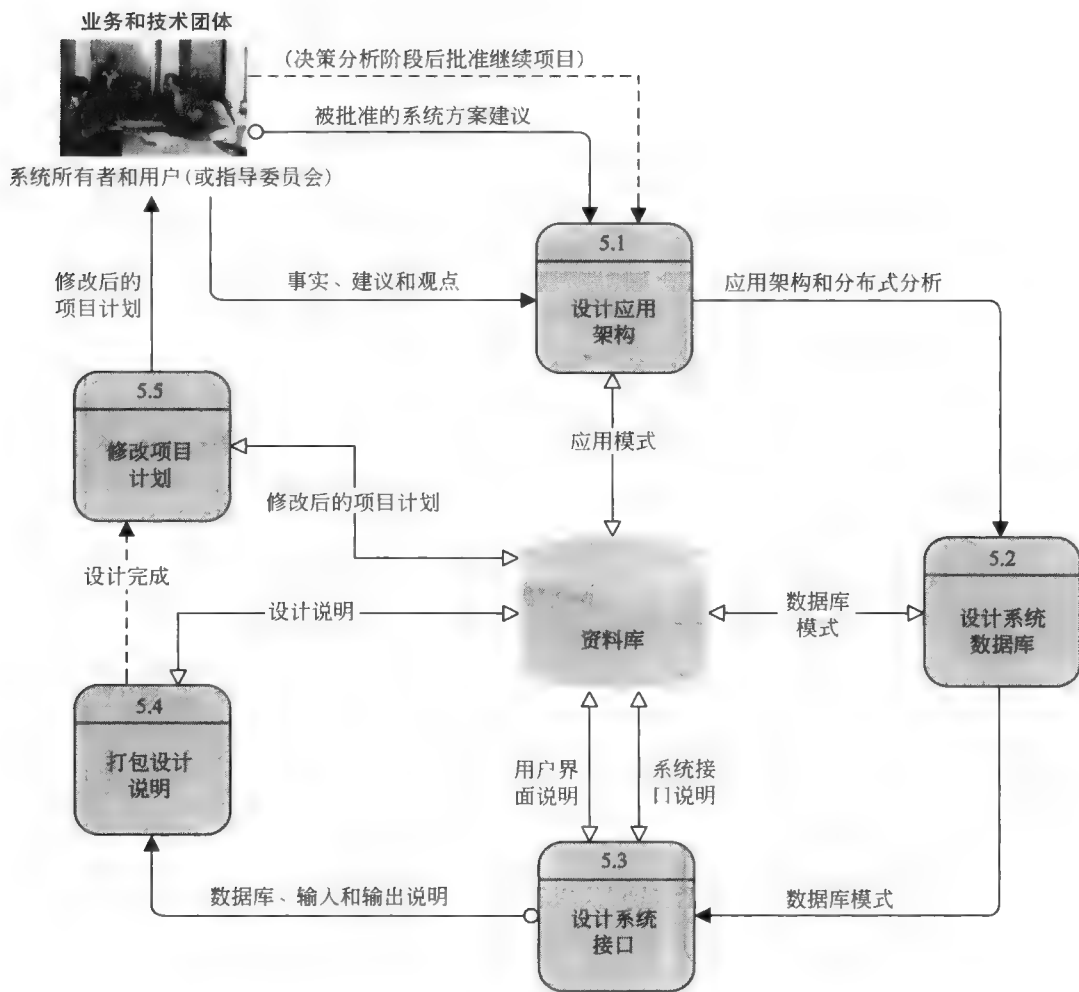 业务和技术团体
(决策分析阶段后批准继续项目)
被批准的系统方案建议
系统所有者和用户(或指导委员会)
5.1
设计应用
架构
修改后的
项目计划
事实、建议和观点
应用架构和分布式分析
5.5
修改项目
计划
应用模式
修改后的项目计划
5.2
设计系统
数据库
设计完成
设计说明
数据库
模式
资料库
5.4
打包设计
说明
用户界
面说明
系统接
口说明
5.3
设计系统
接口
数据库、输入和输出说明
数据库模式